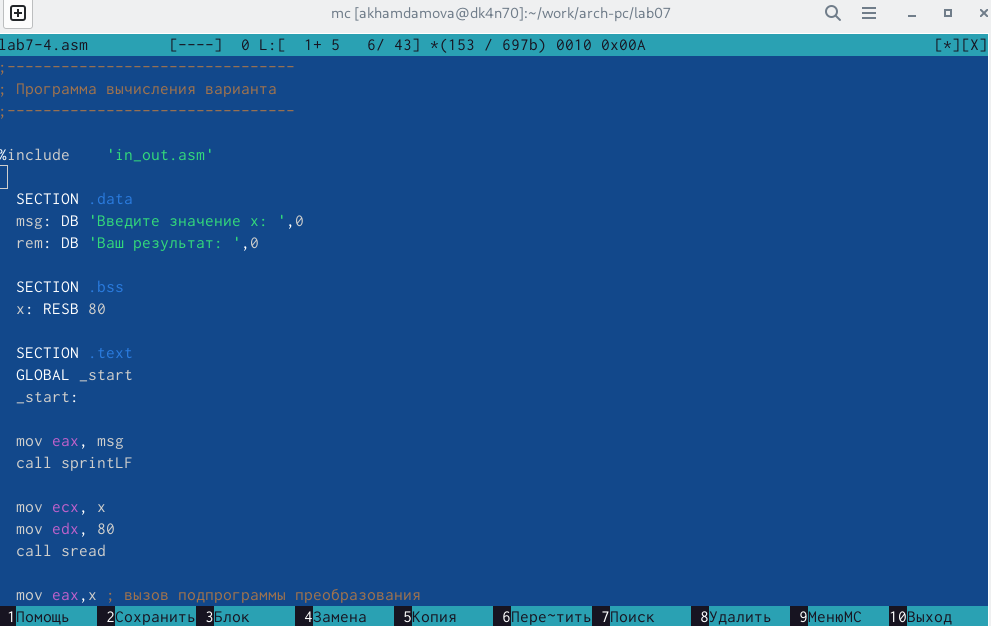 mc [akhamdamova@dk4n70]:~/work/arch-pc/lab07
lab7-4.asm [----] 0 L:[ 1+ 5 6/ 43] *(153 / 697b) 0010 0x00A [*][X]
;--------------------------------
; Программа вычисления варианта
;--------------------------------
%include 'in_out.asm'
SECTION .data
msg: DB 'Введите значение x: ',0
rem: DB 'Ваш результат: ',0
SECTION .bss
x: RESB 80
SECTION .text
GLOBAL _start
_start:
mov eax, msg
call sprintLF
mov ecx, x
mov edx, 80
call sread
mov eax,x ; вызов подпрограммы преобразования
1Помощь 2Сохранить 3Блок 4Замена 5Копия 6Пере~тить 7Поиск 8Удалить 9МенюМС 10Выход